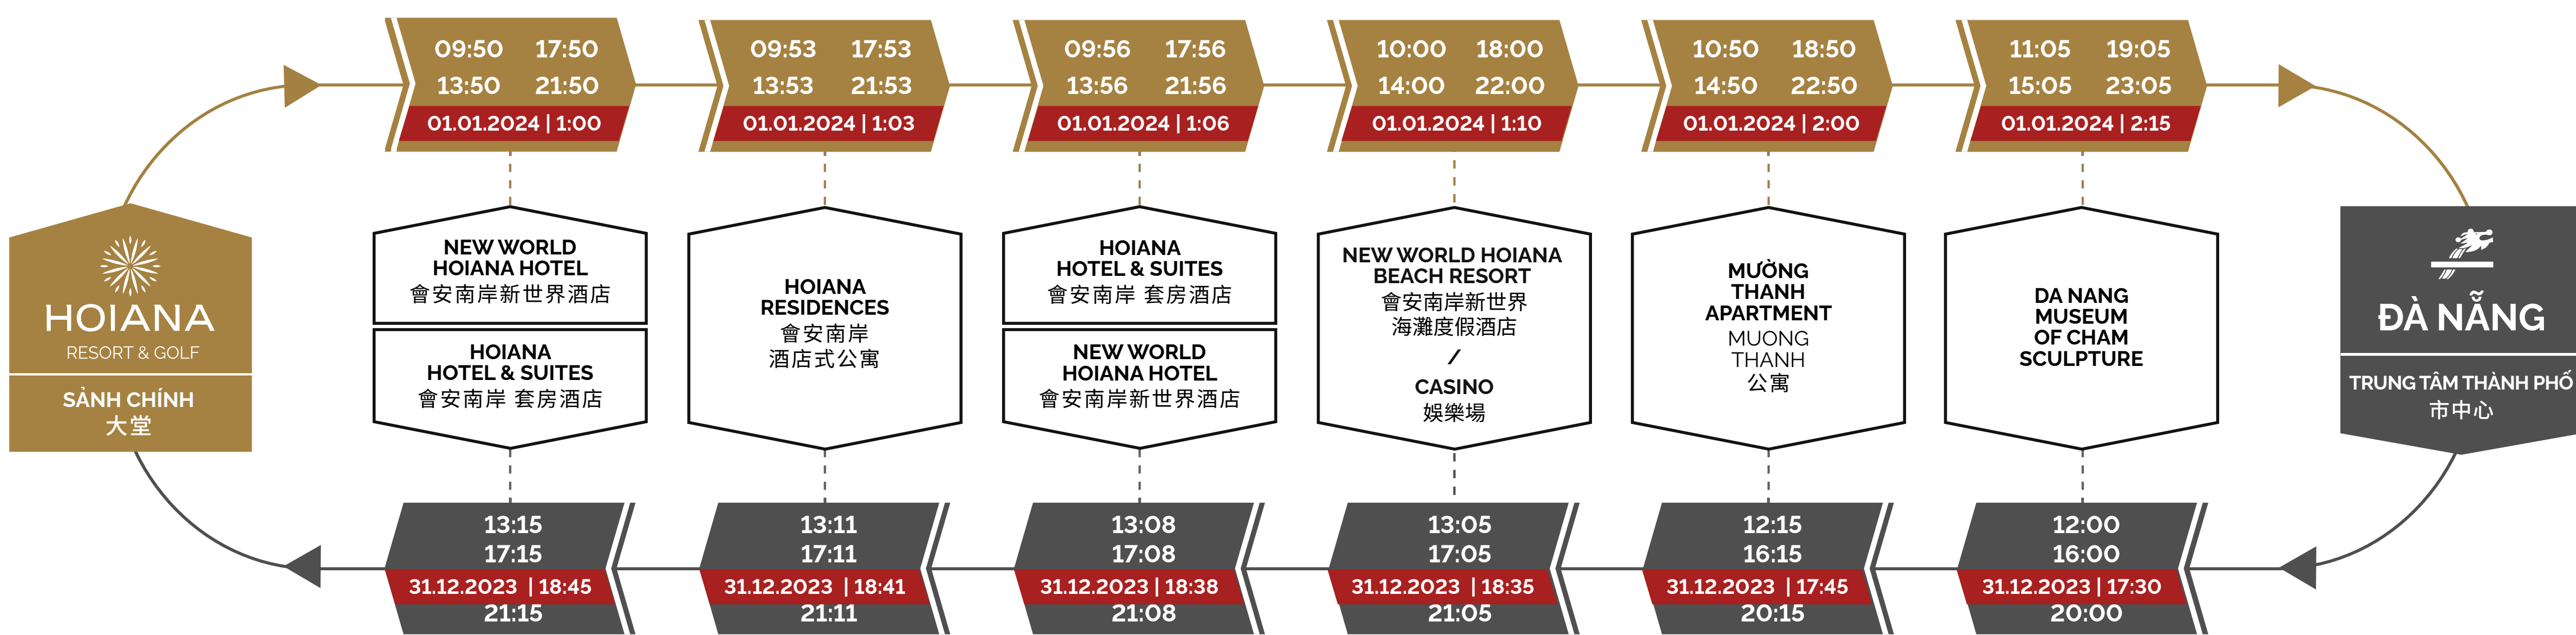 09:50 17:50
13:50 21:50
01.01.2024 | 1:00
09:53 17:53
13:53 21:53
01.01.2024 | 1:03
09:56 17:56
13:56 21:56
01.01.2024 | 1:06
10:00 18:00
14:00 22:00
01.01.2024 | 1:10
10:50 18:50
14:50 22:50
01.01.2024 | 2:00
11:05 19:05
15:05 23:05
01.01.2024 | 2:15
HOIANA
RESORT & GOLF
SẢNH CHÍNH
大堂
NEW WORLD
HOIANA HOTEL
會安南岸新世界酒店
HOIANA
HOTEL & SUITES
會安南岸 套房酒店
HOIANA
RESIDENCES
會安南岸
酒店式公寓
HOIANA
HOTEL & SUITES
會安南岸 套房酒店
NEW WORLD
HOIANA HOTEL
會安南岸新世界酒店
NEW WORLD HOIANA
BEACH RESORT
會安南岸新世界
海灘度假酒店
/
CASINO
娛樂場
MƯỜNG
THANH
APARTMENT
MUONG
THANH
公寓
DA NANG
MUSEUM
OF CHAM
SCULPTURE
ĐÀ NẴNG
TRUNG TÂM THÀNH PHỐ
市中心
13:15
17:15
31.12.2023 | 18:45
21:15
13:11
17:11
31.12.2023 | 18:41
21:11
13:08
17:08
31.12.2023 | 18:38
21:08
13:05
17:05
31.12.2023 | 18:35
21:05
12:15
16:15
31.12.2023 | 17:45
20:15
12:00
16:00
31.12.2023 | 17:30
20:00